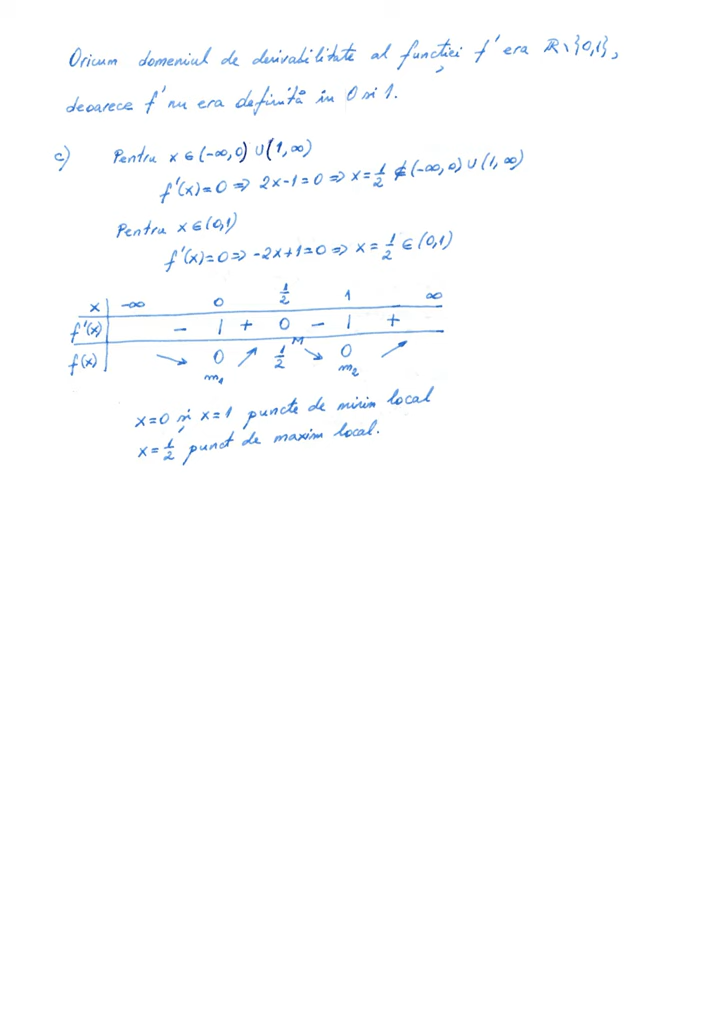 Oricum domeniul de derivabilitate al funcției f' era ℝ\{0,1},
deoarece f' nu era definită în 0 și 1.
c) Pentru x∈(-∞,0)∪(1,∞)
f'(x)=0 ⇒ 2x-1=0 ⇒ x=1/2 ∉(-∞,0)∪(1,∞)
Pentru x∈(0,1)
f'(x)=0 ⇒ -2x+1=0 ⇒ x=1/2 ∈(0,1)
x | -∞ 0 1/2 1 ∞
f'(x) | - | + 0 - | +
f(x) | ↘ 0 ↗ 1/2 M ↘ 0 ↗
m₁ m₂
x=0 și x=1 puncte de minim local
x=1/2 punct de maxim local.